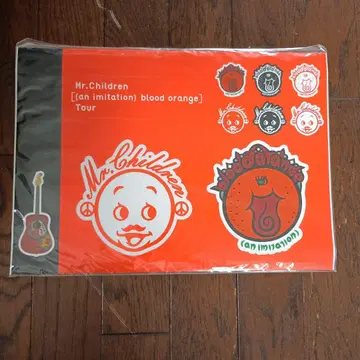 Mr.Children
[(an imitation) blood orange]
Tour
Mr.Children
(an imitation)